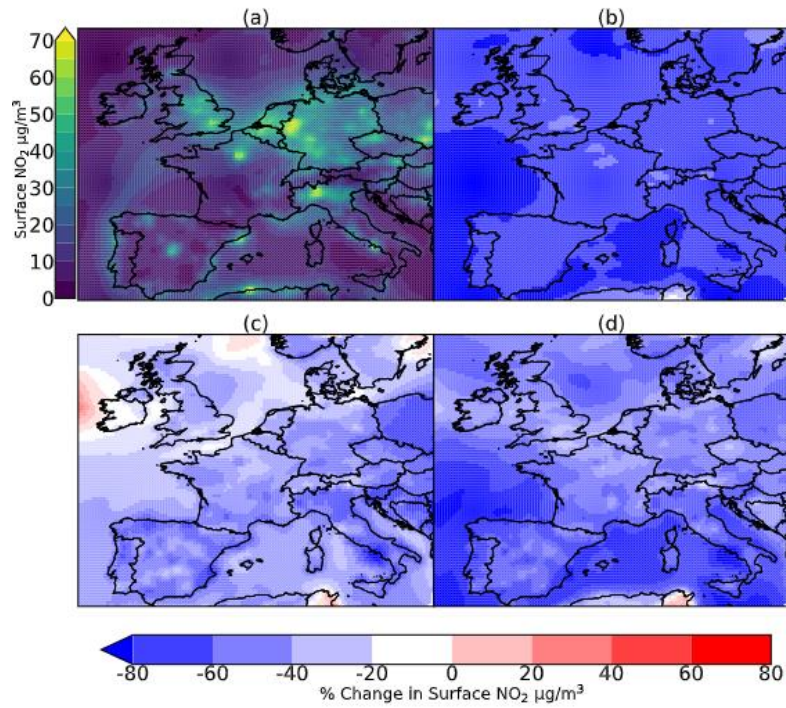 (a) (b)
70
60
50
40
30
20
10
0
Surface NO₂ μg/m³
(c) (d)
-80 -60 -40 -20 0 20 40 60 80
% Change in Surface NO₂ μg/m³